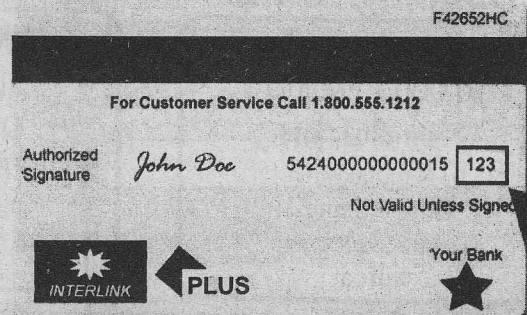 F42652HC
For Customer Service Call 1.800.555.1212
Authorized
Signature
John Doe
5424000000000015 123
Not Valid Unless Signed
INTERLINK
PLUS
Your Bank